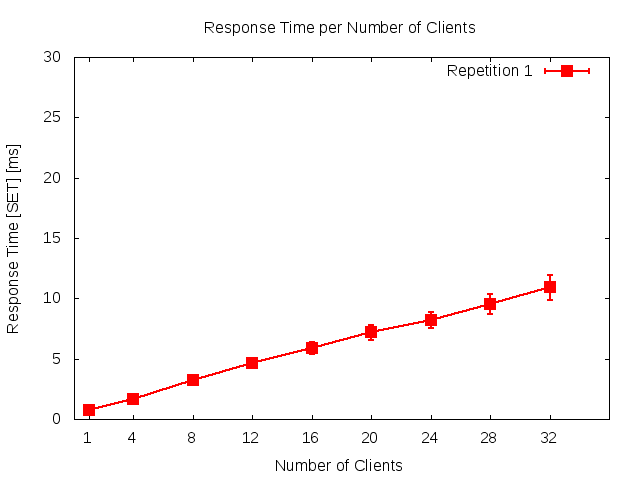 Response Time per Number of Clients
Repetition 1
30
25
20
15
10
5
0
Response Time [SET] [ms]
1 4 8 12 16 20 24 28 32
Number of Clients